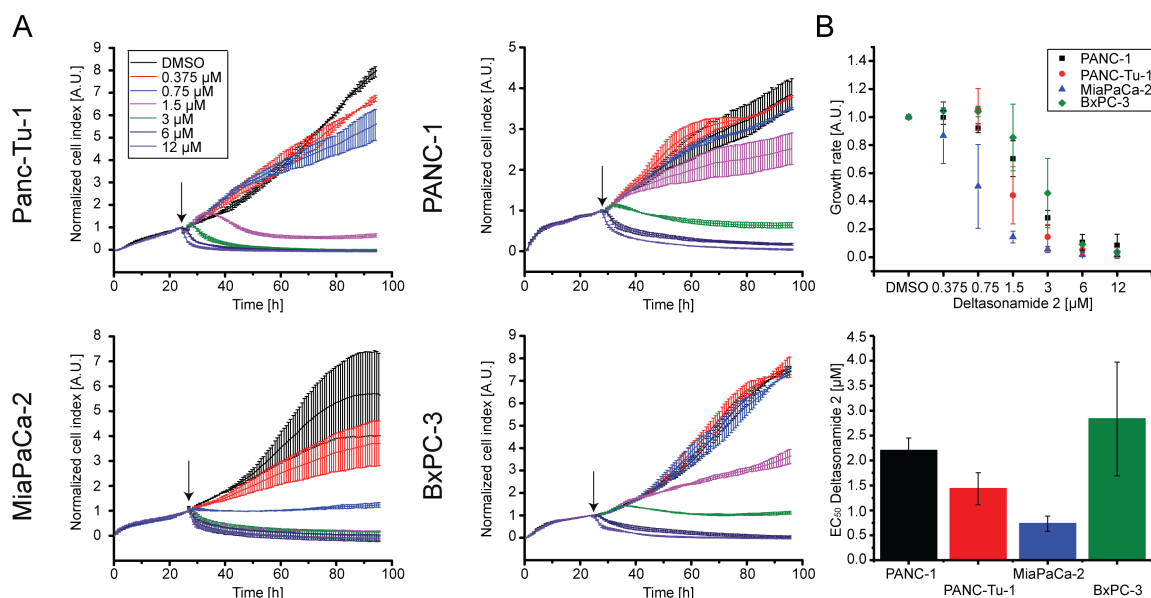 A
B
Panc-Tu-1
Normalized cell index [A.U.]
9
8
7
6
5
4
3
2
1
0
DMSO
0.375 µM
0.75 µM
1.5 µM
3 µM
6 µM
12 µM
0 20 40 60 80 100
Time [h]
PANC-1
Normalized cell index [A.U.]
5
4
3
2
1
0
0 20 40 60 80 100
Time [h]
Growth rate [A.U.]
1.4
1.2
1.0
0.8
0.6
0.4
0.2
0.0
PANC-1
PANC-Tu-1
MiaPaCa-2
BxPC-3
DMSO 0.375 0.75 1.5 3 6 12
Deltasonamide 2 [µM]
MiaPaCa-2
Normalized cell index [A.U.]
8
7
6
5
4
3
2
1
0
0 20 40 60 80 100
Time [h]
BxPC-3
Normalized cell index [A.U.]
9
8
7
6
5
4
3
2
1
0
0 20 40 60 80 100
Time [h]
EC50 Deltasonamide 2 [µM]
4.5
4.0
3.5
3.0
2.5
2.0
1.5
1.0
0.5
0.0
PANC-1
PANC-Tu-1
MiaPaCa-2
BxPC-3